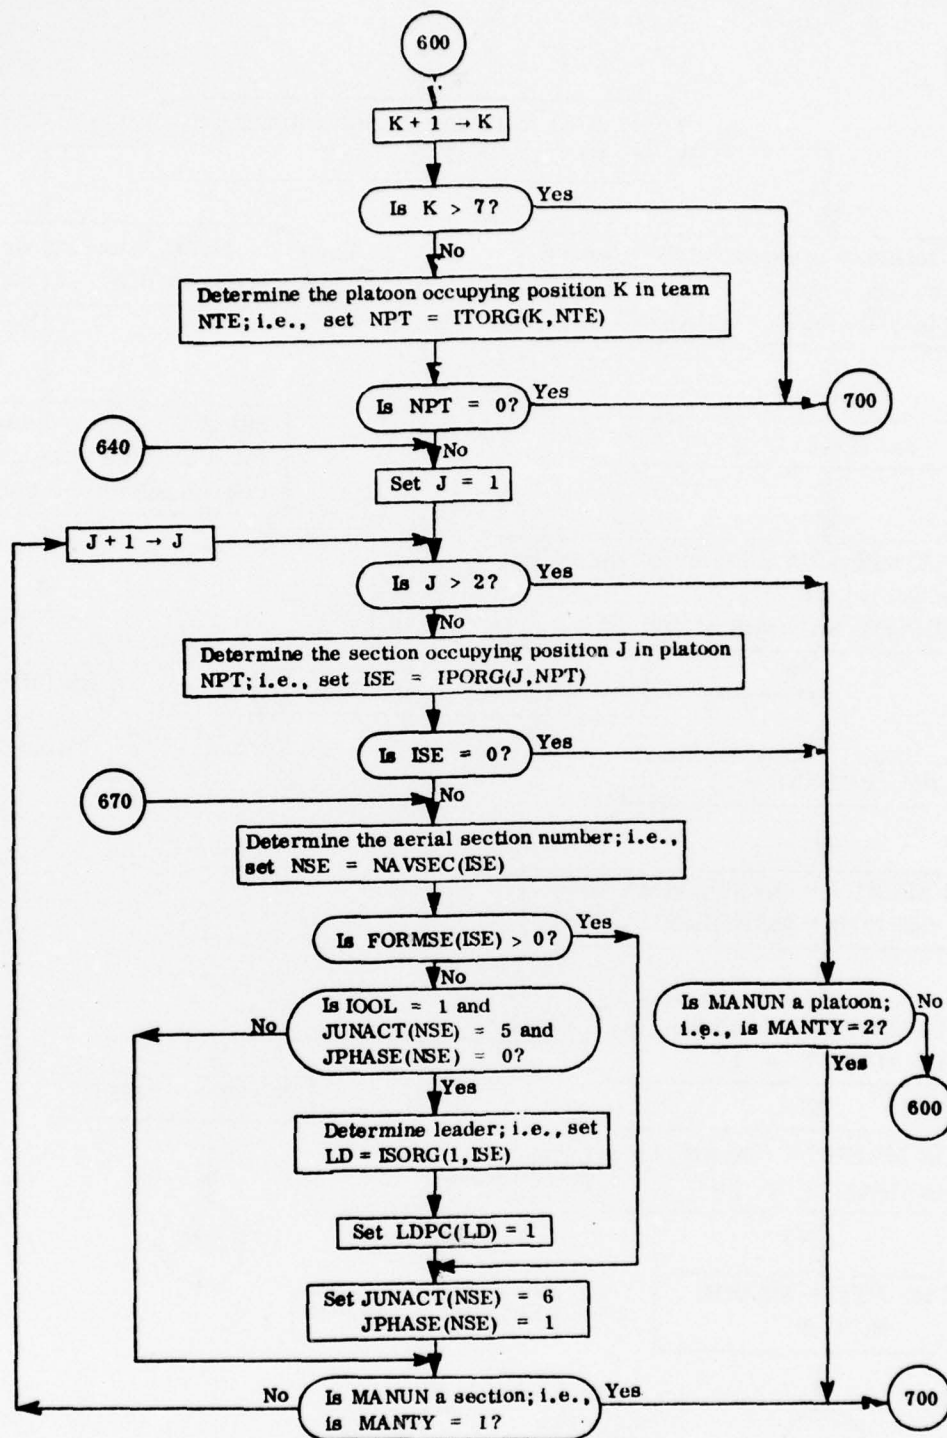 600
K + 1 → K
Is K > 7?
Yes
No
Determine the platoon occupying position K in team
NTE; i.e., set NPT = ITORG(K,NTE)
Is NPT = 0?
Yes
700
640
No
Set J = 1
J + 1 → J
Is J > 2?
Yes
No
Determine the section occupying position J in platoon
NPT; i.e., set ISE = IPORG(J,NPT)
Is ISE = 0?
Yes
670
No
Determine the aerial section number; i.e.,
set NSE = NAVSEC(ISE)
Is FORMSE(ISE) > 0?
Yes
No
Is IOOL = 1 and
JUNACT(NSE) = 5 and
JPHASE(NSE) = 0?
No
Yes
Is MANUN a platoon;
i.e., is MANTY = 2?
No
Yes
600
Determine leader; i.e., set
LD = ISORG(1,ISE)
Set LDPC(LD) = 1
Set JUNACT(NSE) = 6
JPHASE(NSE) = 1
Is MANUN a section; i.e.,
is MANTY = 1?
No
Yes
700